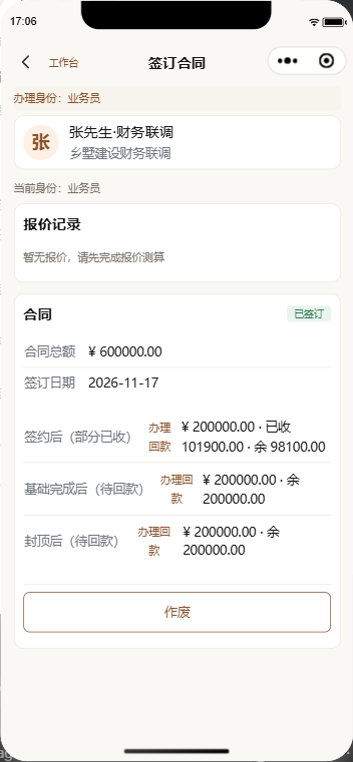 17:06
工作台
签订合同
办理身份：业务员
张
张先生·财务联调
乡墅建设财务联调
当前身份：业务员
报价记录
暂无报价，请先完成报价测算
合同
已签订
合同总额 ¥ 600000.00
签订日期 2026-11-17
签约后（部分已收）
办理
回款
¥ 200000.00 · 已收
101900.00 · 余 98100.00
基础完成后（待回款）
办理回
款
¥ 200000.00 · 余
200000.00
封顶后（待回款）
办理回
款
¥ 200000.00 · 余
200000.00
作废